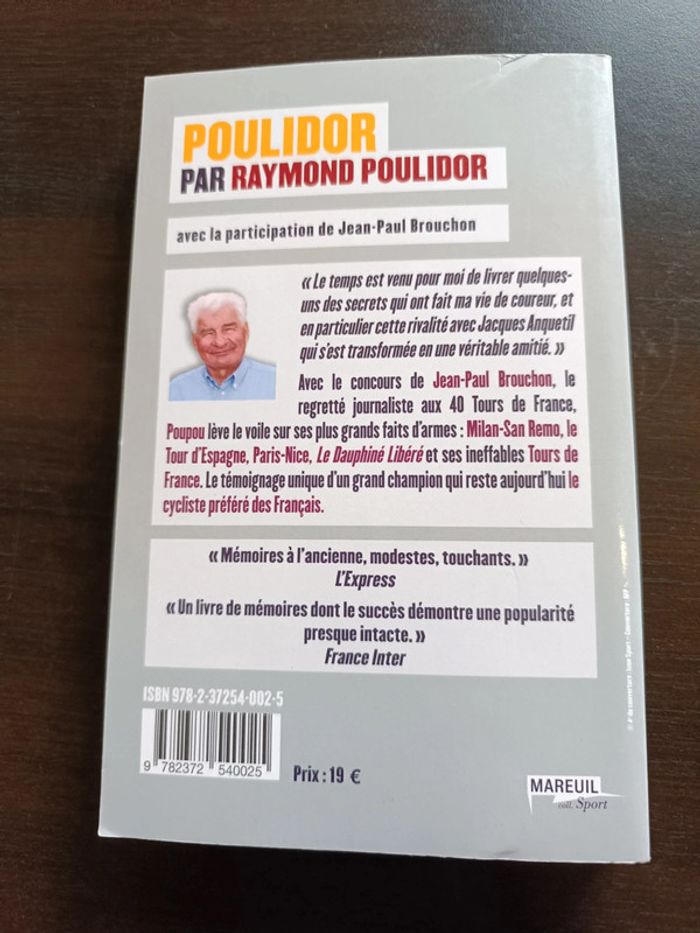 POULIDOR
PAR RAYMOND POULIDOR
avec la participation de Jean-Paul Brouchon
« Le temps est venu pour moi de livrer quelques-
uns des secrets qui ont fait ma vie de coureur, et
en particulier cette rivalité avec Jacques Anquetil
qui s'est transformée en une véritable amitié. »
Avec le concours de Jean-Paul Brouchon, le
regretté journaliste aux 40 Tours de France,
Poupou lève le voile sur ses plus grands faits d'armes : Milan-San Remo, le
Tour d'Espagne, Paris-Nice, Le Dauphiné Libéré et ses ineffables Tours de
France. Le témoignage unique d'un grand champion qui reste aujourd'hui le
cycliste préféré des Français.
« Mémoires à l'ancienne, modestes, touchants. »
L'Express
« Un livre de mémoires dont le succès démontre une popularité
presque intacte. »
France Inter
ISBN 978-2-37254-002-5
9 782372 540025
Prix : 19 €
MAREUIL
coll. Sport
de couverture Sport - Couverture :